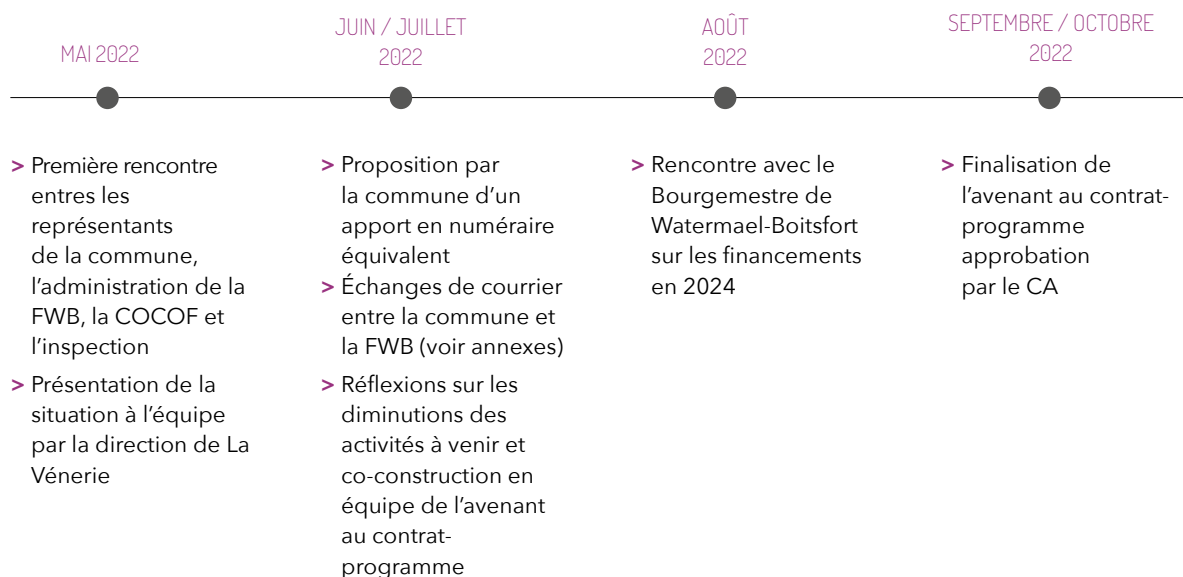 MAI 2022
> Première rencontre
entres les
représentants
de la commune,
l'administration de la
FWB, la COCOF et
l'inspection
> Présentation de la
situation à l'équipe
par la direction de La
Vénerie
JUIN / JUILLET
2022
> Proposition par
la commune d'un
apport en numéraire
équivalent
> Échanges de courrier
entre la commune et
la FWB (voir annexes)
> Réflexions sur les
diminutions des
activités à venir et
co-construction en
équipe de l'avenant
au contrat-
programme
AOÛT
2022
> Rencontre avec le
Bourgemestre de
Watermael-Boitsfort
sur les financements
en 2024
SEPTEMBRE / OCTOBRE
2022
> Finalisation de
l'avenant au contrat-
programme
approbation
par le CA